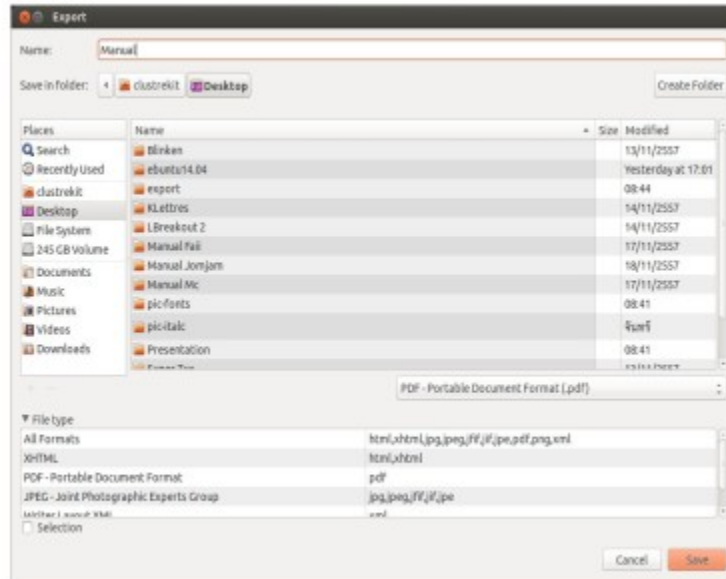 Export
Name: Manual
Save in folder: clustrekit Desktop Create Folder
Places Name Size Modified
Search Blinken 13/11/2557
Recently Used ebuntu14.04 Yesterday at 17:01
clustrekit export 08:44
Desktop KLettres 14/11/2557
File System LBreakout 2 14/11/2557
245 GB Volume Manual Faii 17/11/2557
Documents Manual Jomjam 18/11/2557
Music Manual Mc 17/11/2557
Pictures pic-fonts 08:41
Videos pic-italc จันทร์
Downloads Presentation 08:41
PDF - Portable Document Format (.pdf)
File type
All Formats html,xhtml,jpg,jpeg,jfif,jif,jpe,pdf,png,xml
XHTML html,xhtml
PDF - Portable Document Format pdf
JPEG - Joint Photographic Experts Group jpg,jpeg,jfif,jif,jpe
Writer Layout XML xml
Selection
Cancel Save